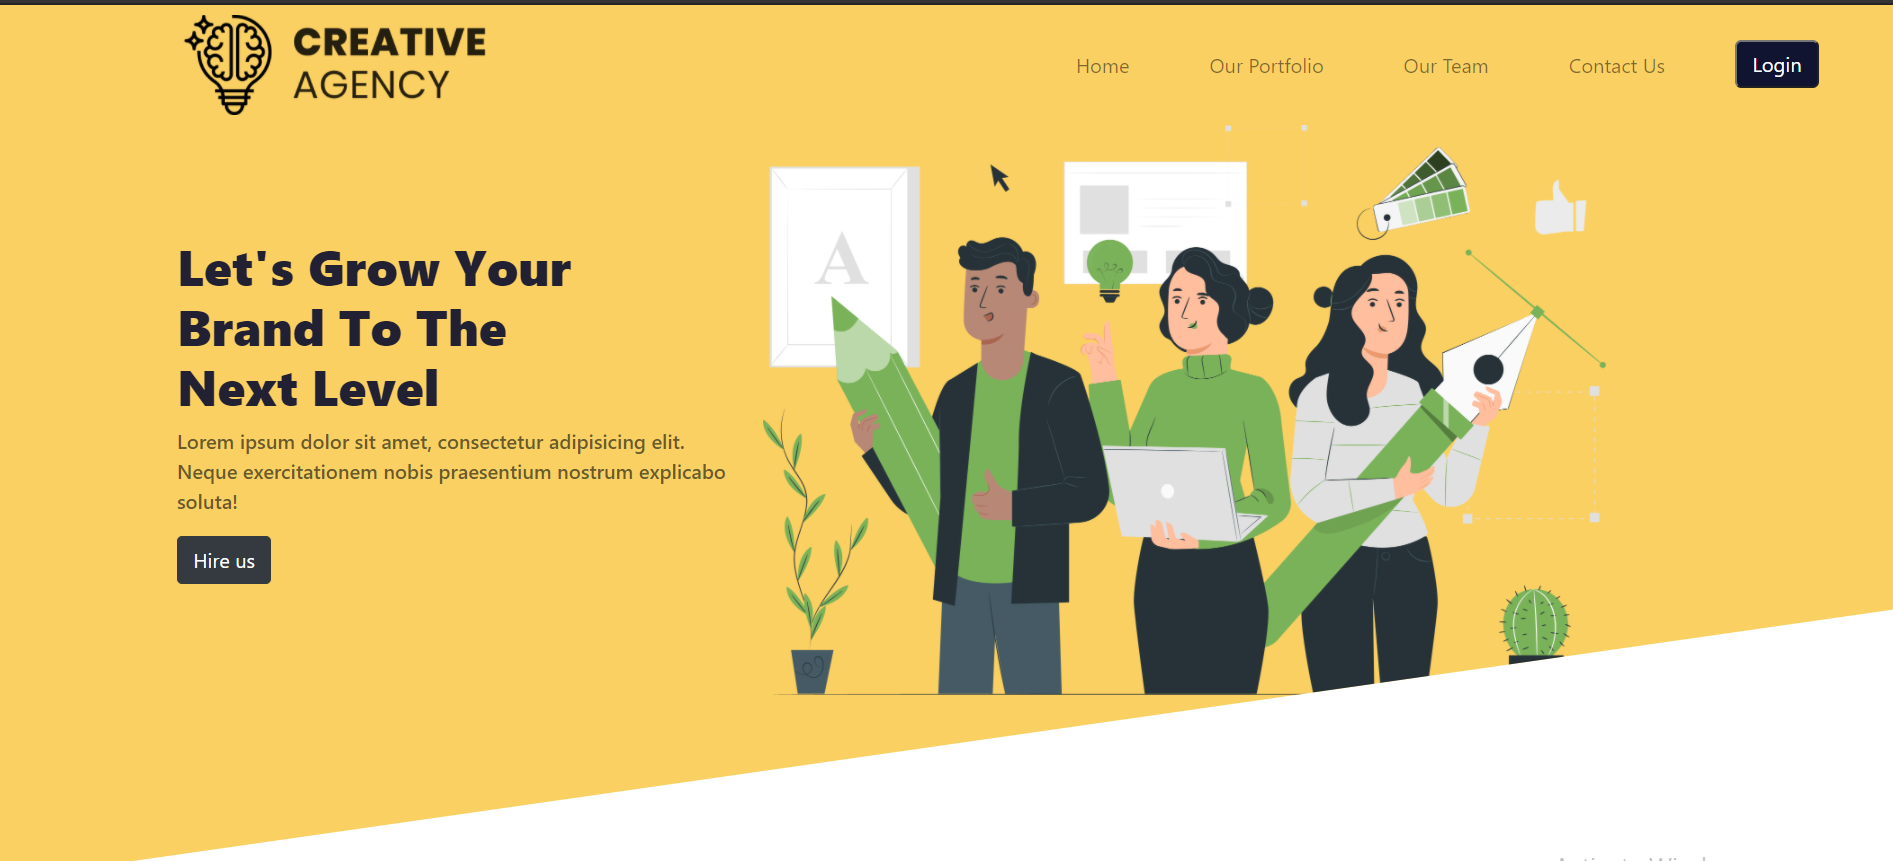 CREATIVE
AGENCY
Home
Our Portfolio
Our Team
Contact Us
Login
A
Let's Grow Your
Brand To The
Next Level
Lorem ipsum dolor sit amet, consectetur adipisicing elit.
Neque exercitationem nobis praesentium nostrum explicabo
soluta!
Hire us